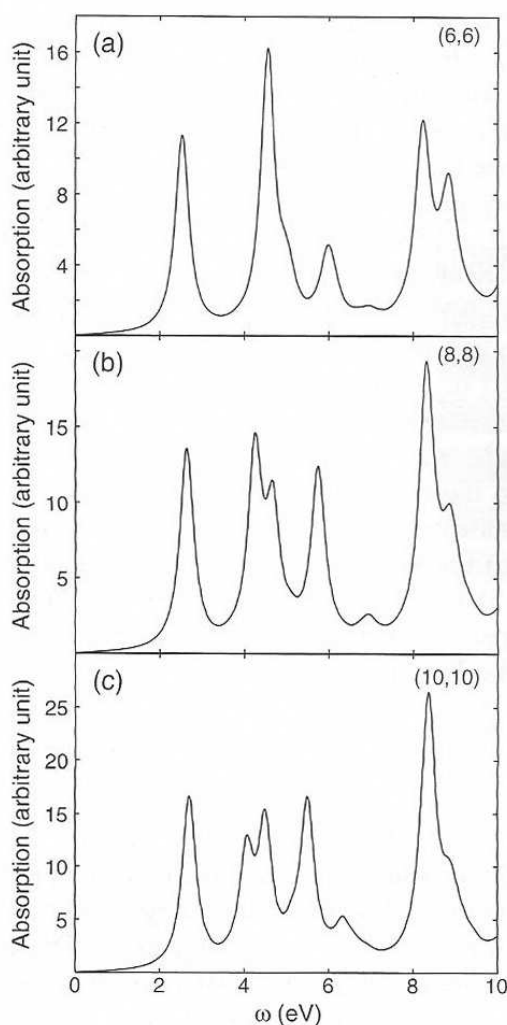 (a)
(6,6)
16
12
8
4
Absorption (arbitrary unit)
(b)
(8,8)
15
10
5
Absorption (arbitrary unit)
(c)
(10,10)
25
20
15
10
5
Absorption (arbitrary unit)
0 2 4 6 8 10
ω (eV)